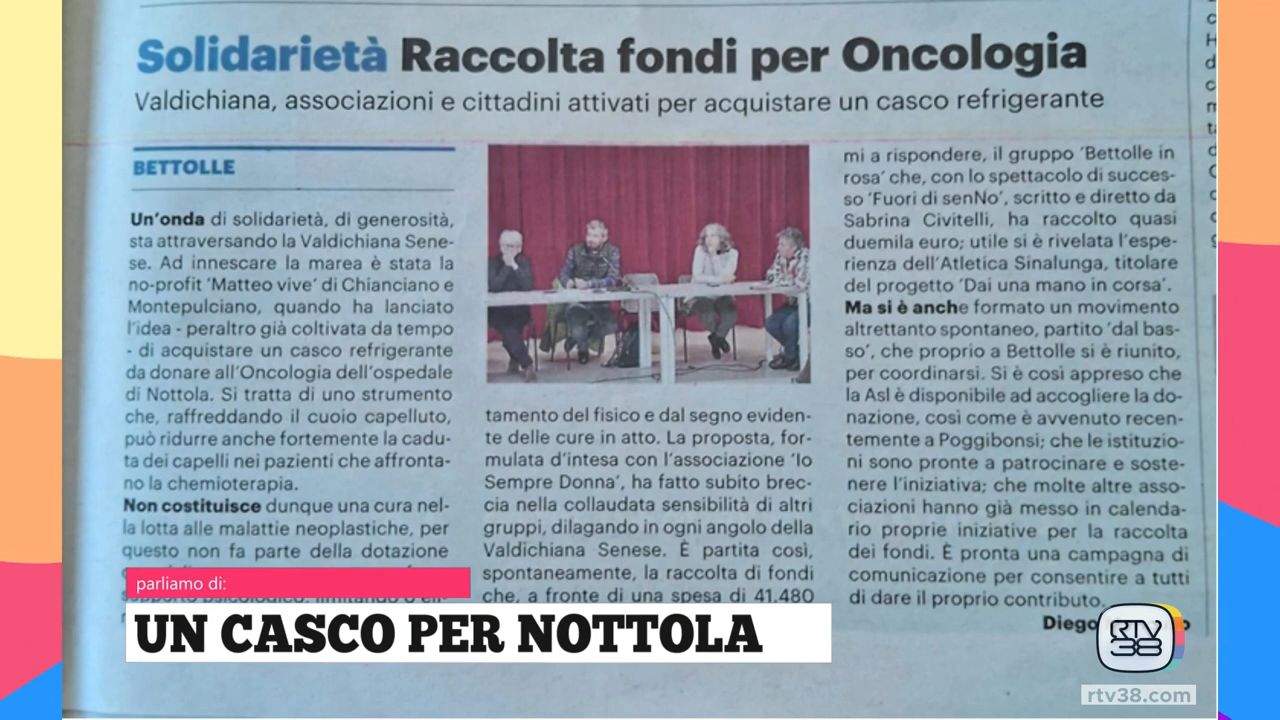 Solidarietà Raccolta fondi per Oncologia
Valdichiana, associazioni e cittadini attivati per acquistare un casco refrigerante
BETTOLLE
Un'onda di solidarietà, di generosità,
sta attraversando la Valdichiana Sene-
se. Ad innescare la marea è stata la
no-profit 'Matteo vive' di Chianciano e
Montepulciano, quando ha lanciato
l'idea - peraltro già coltivata da tempo
- di acquistare un casco refrigerante
da donare all'Oncologia dell'ospedale
di Nottola. Si tratta di uno strumento
che, raffreddando il cuoio capelluto,
può ridurre anche fortemente la cadu-
ta dei capelli nei pazienti che affronta-
no la chemioterapia.
Non costituisce dunque una cura nel-
la lotta alle malattie neoplastiche, per
questo non fa parte della dotazione
tamento del fisico e dal segno eviden-
te delle cure in atto. La proposta, for-
mulata d'intesa con l'associazione 'Io
Sempre Donna', ha fatto subito brec-
cia nella collaudata sensibilità di altri
gruppi, dilagando in ogni angolo della
Valdichiana Senese. È partita così,
spontaneamente, la raccolta di fondi
che, a fronte di una spesa di 41.480
mi a rispondere, il gruppo 'Bettolle in
rosa' che, con lo spettacolo di succes-
so 'Fuori di senNo', scritto e diretto da
Sabrina Civitelli, ha raccolto quasi
duemila euro; utile si è rivelata l'espe-
rienza dell'Atletica Sinalunga, titolare
del progetto 'Dai una mano in corsa'.
Ma si è anche formato un movimento
altrettanto spontaneo, partito 'dal bas-
so', che proprio a Bettolle si è riunito,
per coordinarsi. Si è così appreso che
la Asl è disponibile ad accogliere la do-
nazione, così come è avvenuto recen-
temente a Poggibonsi; che le istituzio-
ni sono pronte a patrocinare e soste-
nere l'iniziativa; che molte altre asso-
ciazioni hanno già messo in calenda-
rio proprie iniziative per la raccolta
dei fondi. È pronta una campagna di
comunicazione per consentire a tutti
di dare il proprio contributo.
Diego
parliamo di:
UN CASCO PER NOTTOLA
RTV
38
rtv38.com